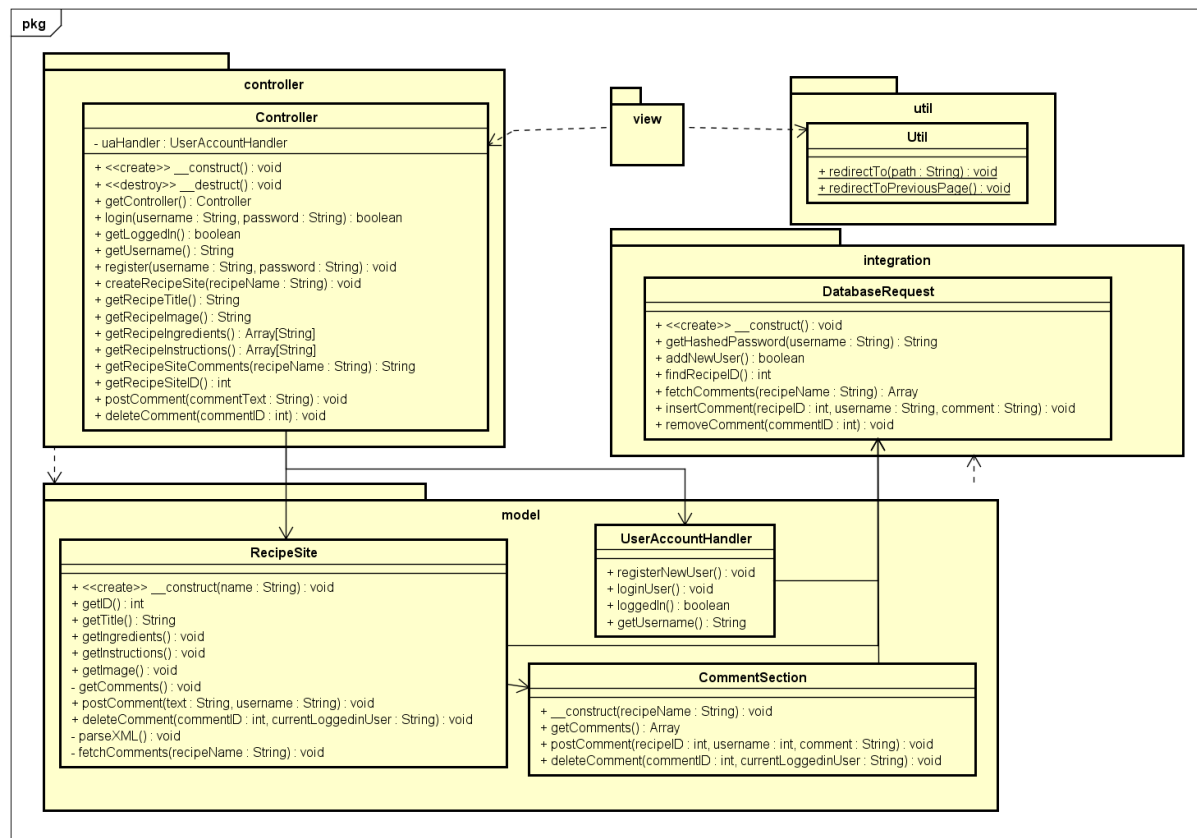 pkg
controller
Controller
- uaHandler : UserAccountHandler
+ <<create>> __construct() : void
+ <<destroy>> __destruct() : void
+ getController() : Controller
+ login(username : String, password : String) : boolean
+ getLoggedIn() : boolean
+ getUsername() : String
+ register(username : String, password : String) : void
+ createRecipeSite(recipeName : String) : void
+ getRecipeTitle() : String
+ getRecipeImage() : String
+ getRecipeIngredients() : Array[String]
+ getRecipeInstructions() : Array[String]
+ getRecipeSiteComments(recipeName : String) : String
+ getRecipeSiteID() : int
+ postComment(commentText : String) : void
+ deleteComment(commentID : int) : void
view
util
Util
+ redirectTo(path : String) : void
+ redirectToPreviousPage() : void
integration
DatabaseRequest
+ <<create>> __construct() : void
+ getHashedPassword(username : String) : String
+ addNewUser() : boolean
+ findRecipeID() : int
+ fetchComments(recipeName : String) : Array
+ insertComment(recipeID : int, username : String, comment : String) : void
+ removeComment(commentID : int) : void
model
RecipeSite
+ <<create>> __construct(name : String) : void
+ getID() : int
+ getTitle() : String
+ getIngredients() : void
+ getInstructions() : void
+ getImage() : void
- getComments() : void
+ postComment(text : String, username : String) : void
+ deleteComment(commentID : int, currentLoggedinUser : String) : void
- parseXML() : void
- fetchComments(recipeName : String) : void
UserAccountHandler
+ registerNewUser() : void
+ loginUser() : void
+ loggedIn() : boolean
+ getUsername() : String
CommentSection
+ __construct(recipeName : String) : void
+ getComments() : Array
+ postComment(recipeID : int, username : int, comment : String) : void
+ deleteComment(commentID : int, currentLoggedinUser : String) : void